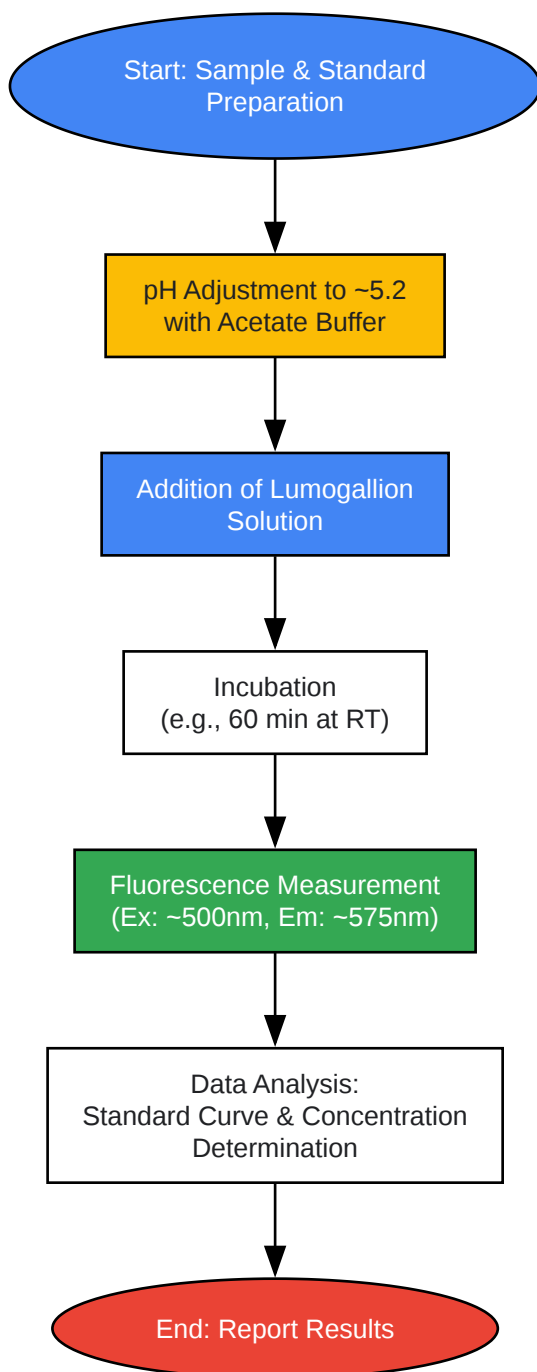 Start: Sample & Standard
Preparation
pH Adjustment to ~5.2
with Acetate Buffer
Addition of Lumogallion
Solution
Incubation
(e.g., 60 min at RT)
Fluorescence Measurement
(Ex: ~500nm, Em: ~575nm)
Data Analysis:
Standard Curve & Concentration
Determination
End: Report Results